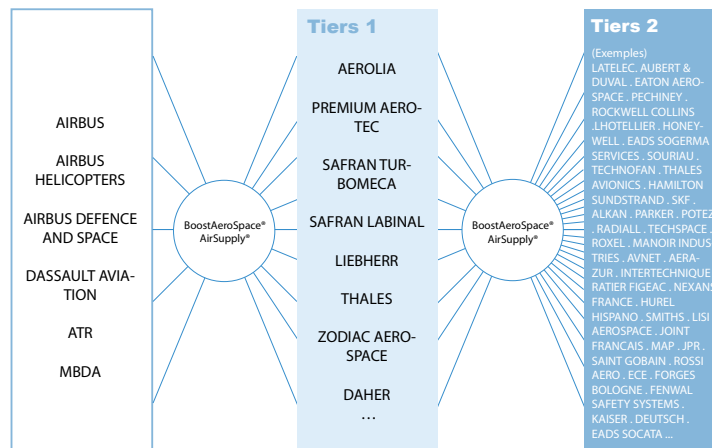 AIRBUS
AIRBUS
HELICOPTERS
AIRBUS DEFENCE
AND SPACE
DASSAULT AVIA-
TION
ATR
MBDA
BoostAeroSpace®
AirSupply®
Tiers 1
AEROLIA
PREMIUM AERO-
TEC
SAFRAN TUR-
BOMECA
SAFRAN LABINAL
LIEBHERR
THALES
ZODIAC AERO-
SPACE
DAHER
...
BoostAeroSpace®
AirSupply®
Tiers 2
(Exemples)
LATELEC. AUBERT &
DUVAL . EATON AERO-
SPACE . PECHINEY .
ROCKWELL COLLINS
.LHOTELLIER . HONEY-
WELL . EADS SOGERMA
SERVICES . SOURIAU .
TECHNOFAN . THALES
AVIONICS . HAMILTON
SUNDSTRAND . SKF .
ALKAN . PARKER . POTEZ
. RADIALL . TECHSPACE .
ROXEL . MANOIR INDUS
TRIES . AVNET . AERA-
ZUR . INTERTECHNIQUE
RATIER FIGEAC . NEXANS
FRANCE . HUREL
HISPANO . SMITHS . LISI
AEROSPACE . JOINT
FRANCAIS . MAP . JPR .
SAINT GOBAIN . ROSSI
AERO . ECE . FORGES
BOLOGNE . FENWAL
SAFETY SYSTEMS .
KAISER . DEUTSCH .
EADS SOCATA ...